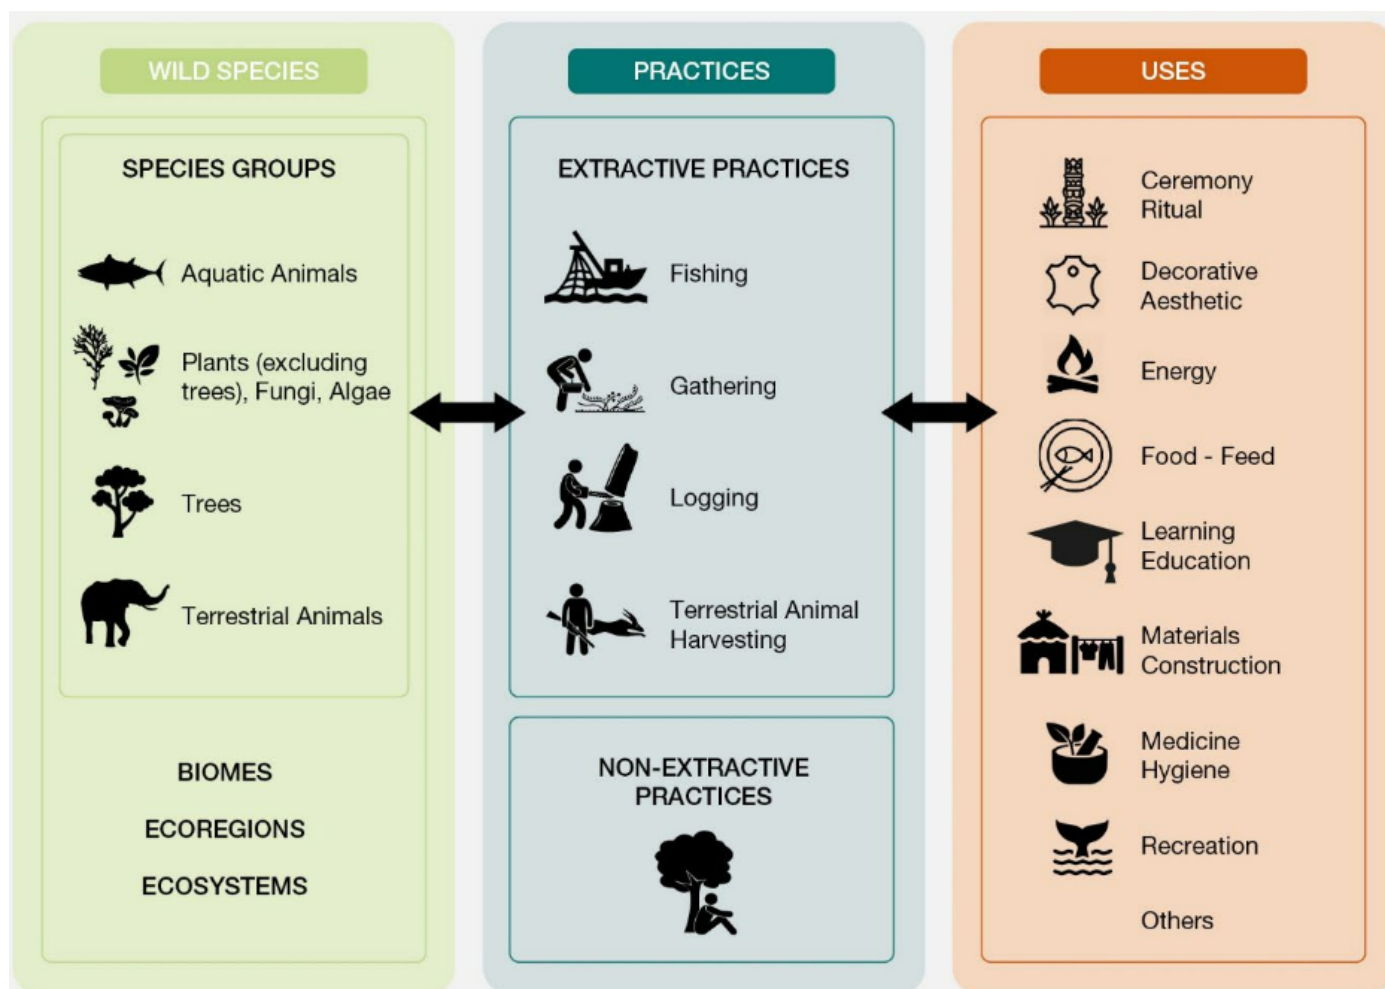 WILD SPECIES
SPECIES GROUPS
Aquatic Animals
Plants (excluding
trees), Fungi, Algae
Trees
Terrestrial Animals
BIOMES
ECOREGIONS
ECOSYSTEMS
PRACTICES
EXTRACTIVE PRACTICES
Fishing
Gathering
Logging
Terrestrial Animal
Harvesting
NON-EXTRACTIVE
PRACTICES
USES
Ceremony
Ritual
Decorative
Aesthetic
Energy
Food - Feed
Learning
Education
Materials
Construction
Medicine
Hygiene
Recreation
Others